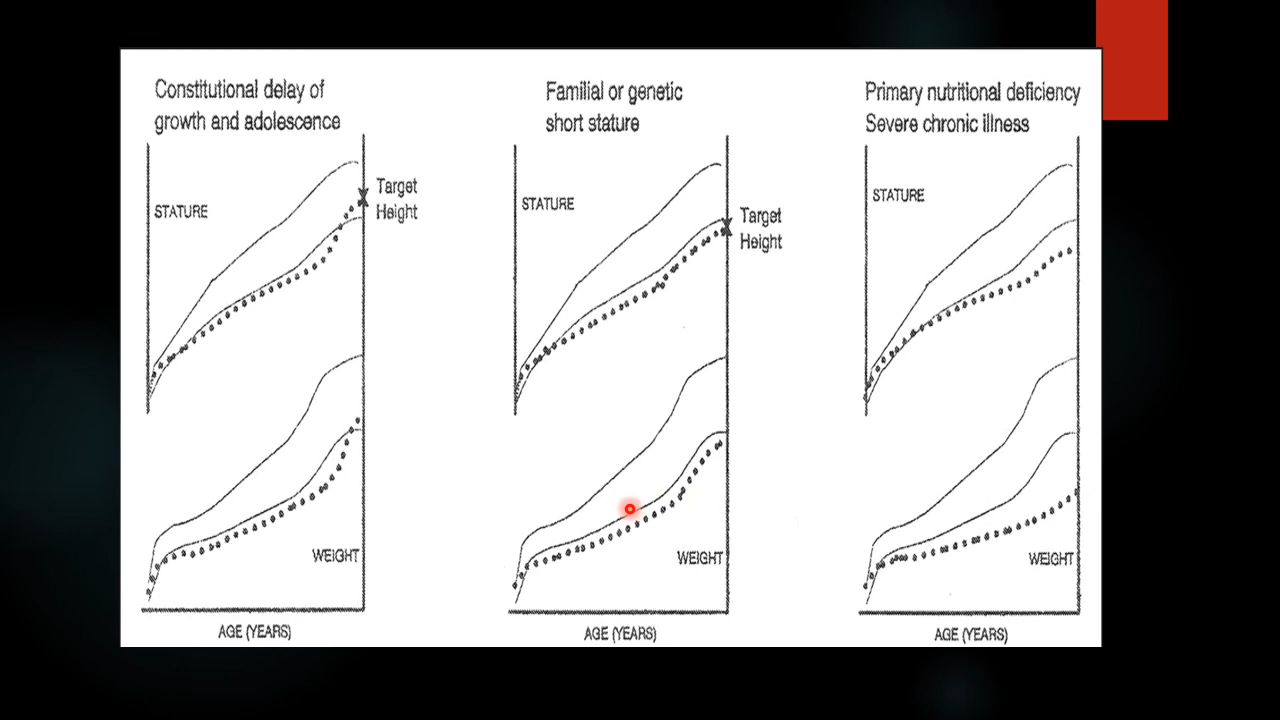 Constitutional delay of
growth and adolescence
STATURE
Target
Height
WEIGHT
AGE (YEARS)
Familial or genetic
short stature
STATURE
Target
Height
WEIGHT
AGE (YEARS)
Primary nutritional deficiency
Severe chronic illness
STATURE
WEIGHT
AGE (YEARS)